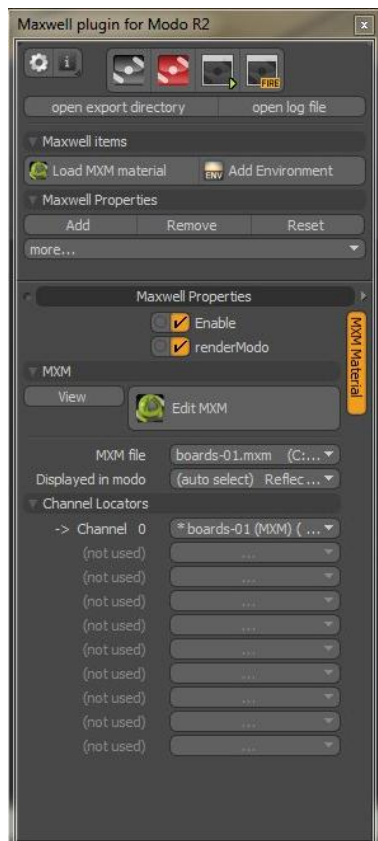 Maxwell plugin for Modo R2
x
i
FIRE
open export directory open log file
Maxwell items
Load MXM material ENV Add Environment
Maxwell Properties
Add Remove Reset
more...
Maxwell Properties
Enable
renderModo
MXM Material
MXM
View Edit MXM
MXM file boards-01.mxm (C:...
Displayed in modo (auto select) Reflec ...
Channel Locators
-> Channel 0 *boards-01 (MXM) ( ...
(not used) ...
(not used) ...
(not used) ...
(not used) ...
(not used) ...
(not used) ...
(not used) ...
(not used) ...
(not used) ...